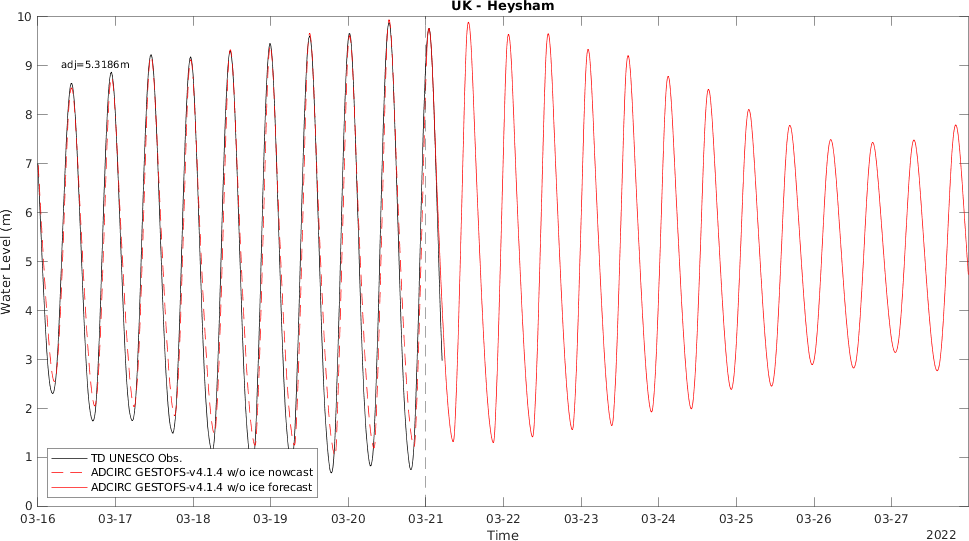 UK - Heysham
10
9
8
7
6
5
4
3
2
1
0
Water Level (m)
adj=5.3186m
TD UNESCO Obs.
ADCIRC GESTOFS-v4.1.4 w/o ice nowcast
ADCIRC GESTOFS-v4.1.4 w/o ice forecast
03-16 03-17 03-18 03-19 03-20 03-21 03-22 03-23 03-24 03-25 03-26 03-27
Time
2022